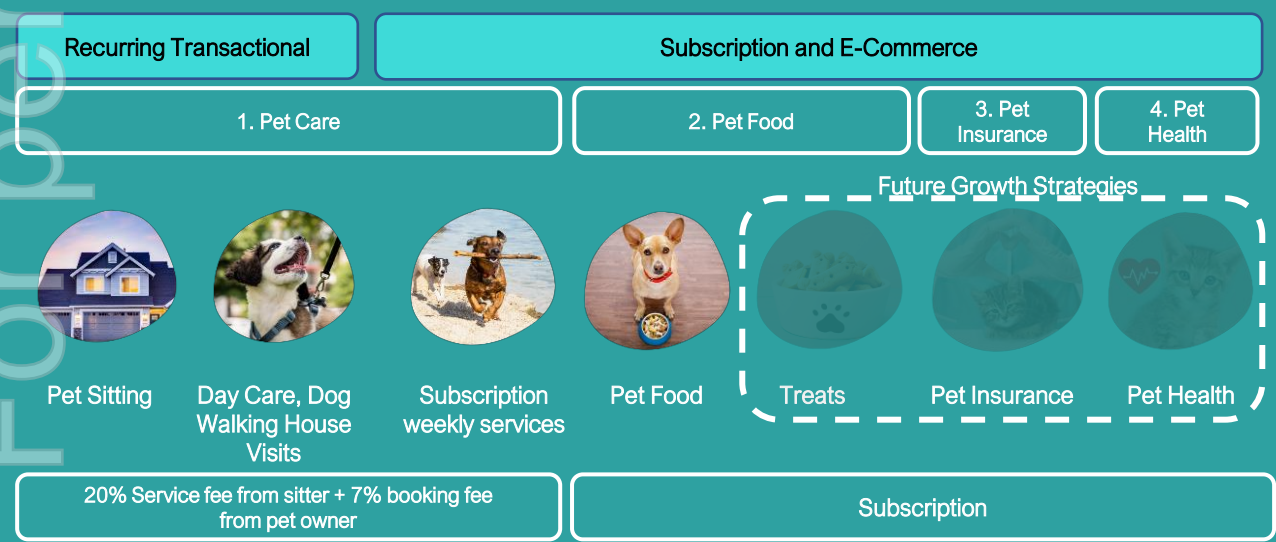 Recurring Transactional
Subscription and E-Commerce
1. Pet Care
2. Pet Food
3. Pet
Insurance
4. Pet
Health
Future Growth Strategies
Pet Sitting
Day Care, Dog
Walking House
Visits
Subscription
weekly services
Pet Food
Treats
Pet Insurance
Pet Health
20% Service fee from sitter + 7% booking fee
from pet owner
Subscription
For per